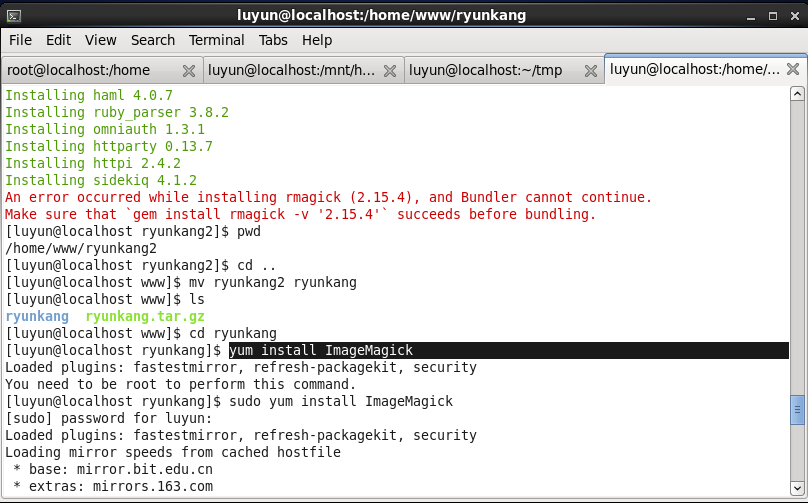 luyun@localhost:/home/www/ryunkang
File Edit View Search Terminal Tabs Help
root@localhost:/home luyun@localhost:/mnt/h... luyun@localhost:~/tmp luyun@localhost:/home/...
Installing haml 4.0.7
Installing ruby_parser 3.8.2
Installing omniauth 1.3.1
Installing httparty 0.13.7
Installing httpi 2.4.2
Installing sidekiq 4.1.2
An error occurred while installing rmagick (2.15.4), and Bundler cannot continue.
Make sure that `gem install rmagick -v '2.15.4'` succeeds before bundling.
[luyun@localhost ryunkang2]$ pwd
/home/www/ryunkang2
[luyun@localhost ryunkang2]$ cd ..
[luyun@localhost www]$ mv ryunkang2 ryunkang
[luyun@localhost www]$ ls
ryunkang  ryunkang.tar.gz
[luyun@localhost www]$ cd ryunkang
[luyun@localhost ryunkang]$ yum install ImageMagick
Loaded plugins: fastestmirror, refresh-packagekit, security
You need to be root to perform this command.
[luyun@localhost ryunkang]$ sudo yum install ImageMagick
[sudo] password for luyun:
Loaded plugins: fastestmirror, refresh-packagekit, security
Loading mirror speeds from cached hostfile
 * base: mirror.bit.edu.cn
 * extras: mirrors.163.com